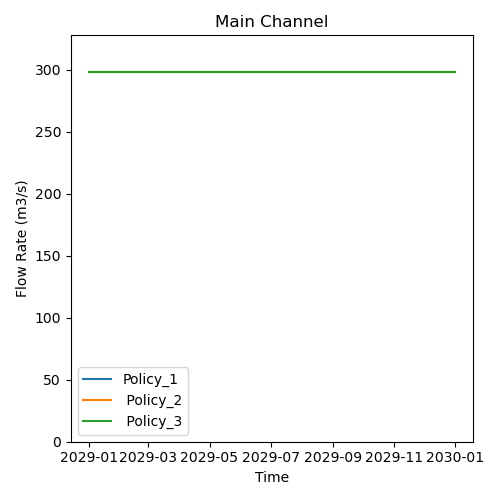 Main Channel
300
250
200
150
100
50
0
Flow Rate (m3/s)
Policy_1
Policy_2
Policy_3
2029-01 2029-03 2029-05 2029-07 2029-09 2029-11 2030-01
Time